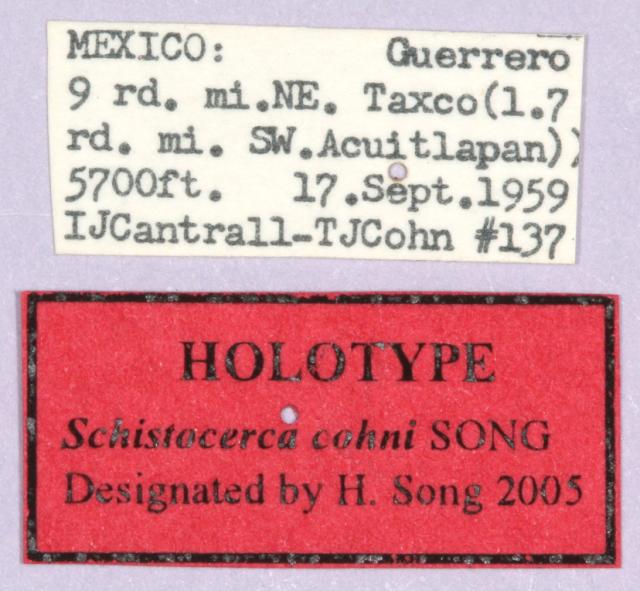 MEXICO: Guerrero
9 rd. mi.NE. Taxco(1.7
rd. mi. SW.Acuitlapan))
5700ft. 17.Sept.1959
IJCantrall-TJCohn #137
HOLOTYPE
Schistocerca cohni SONG
Designated by H. Song 2005